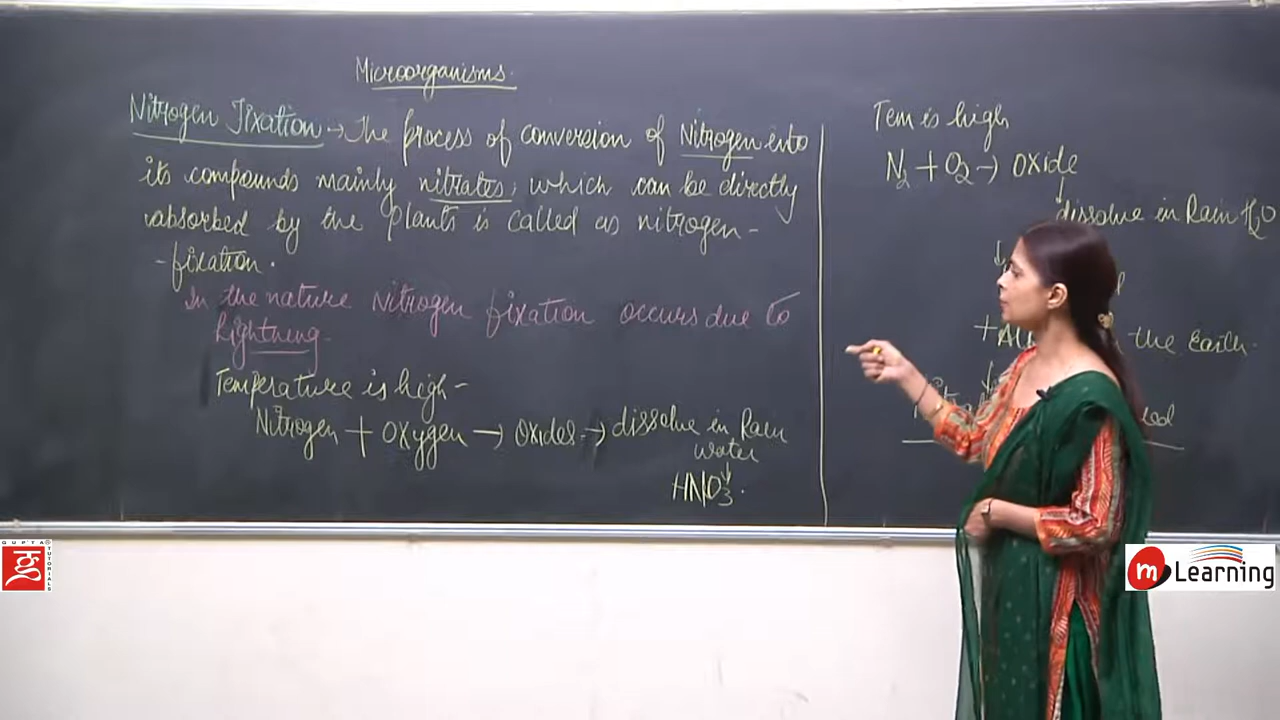 Microorganisms.
Nitrogen Fixation → The process of conversion of Nitrogen into
its compounds mainly nitrates, which can be directly
absorbed by the plants is called as nitrogen-
-fixation.
In the nature Nitrogen fixation occurs due to
lightning.
Temperature is high-
Nitrogen + Oxygen → Oxides → dissolve in Rain
water
↓
HNO3.
Tem is high
N2 + O2 → Oxide
↓
dissolve in Rain H2O
↓
+
the Earth.
↓
GUPTA
TUTORIALS
m Learning